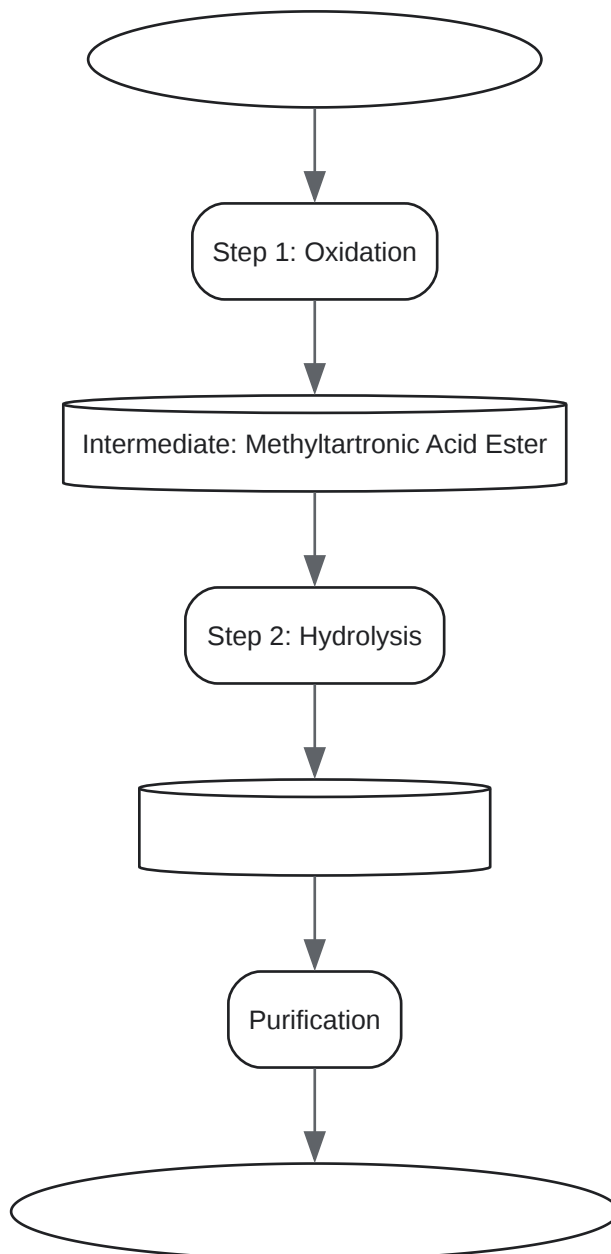 Step 1: Oxidation
Intermediate: Methyltartronic Acid Ester
Step 2: Hydrolysis
Purification